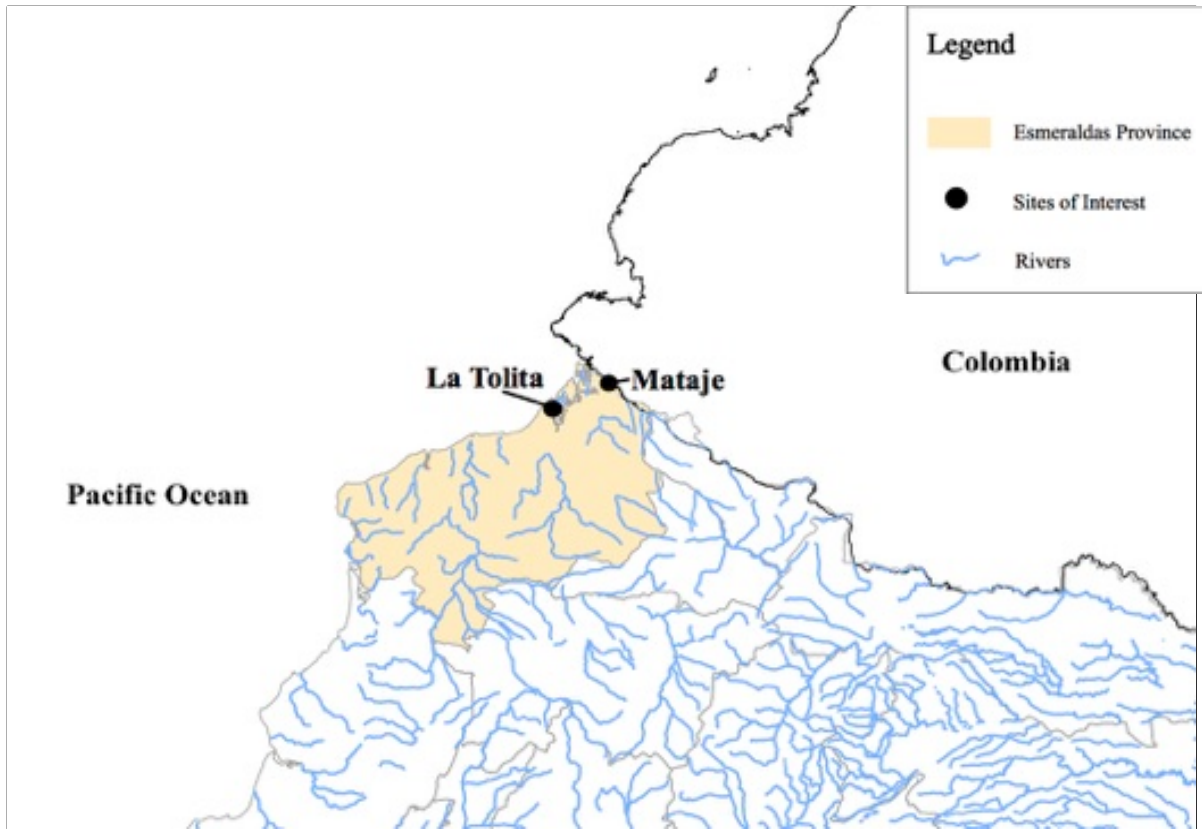 Legend
Esmeraldas Province
Sites of Interest
Rivers
Colombia
La Tolita
Mataje
Pacific Ocean